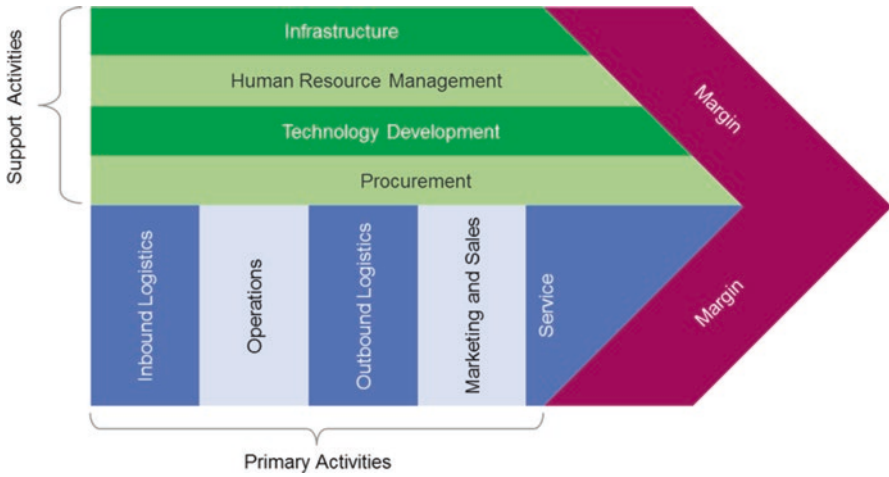 Support Activities
Infrastructure
Human Resource Management
Technology Development
Procurement
Margin
Inbound Logistics
Operations
Outbound Logistics
Marketing and Sales
Service
Margin
Primary Activities